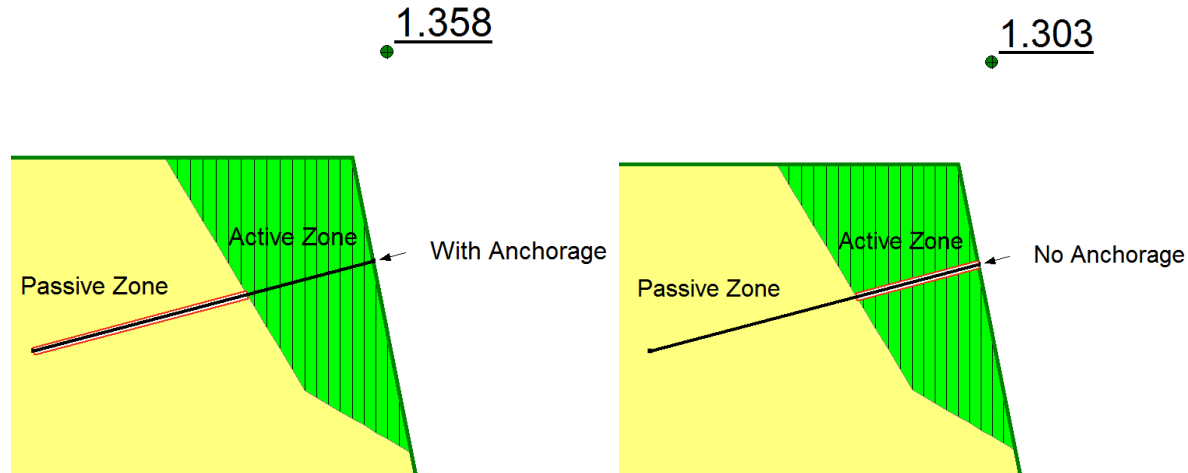 1.358
Active Zone
With Anchorage
Passive Zone
1.303
Active Zone
No Anchorage
Passive Zone